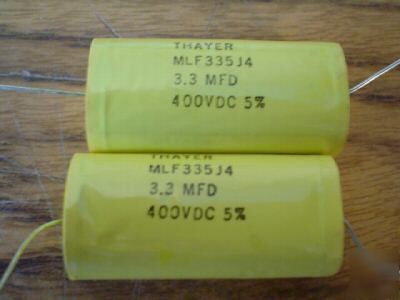 THAYER
MLF335J4
3.3 MFD
400VDC 5%
THAYER
MLF335J4
3.3 MFD
400VDC 5%